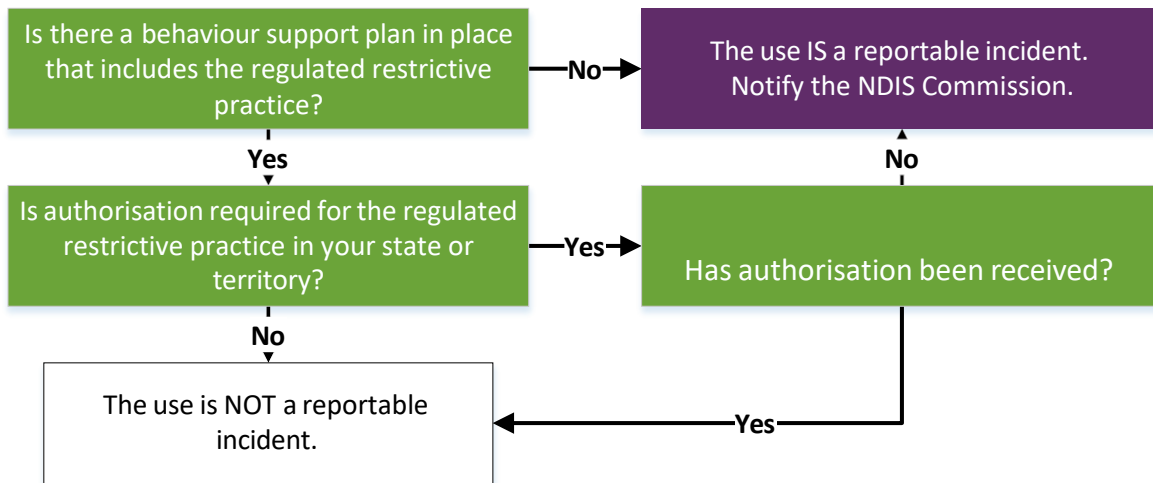 Is there a behaviour support plan in place
that includes the regulated restrictive
practice?
No
The use IS a reportable incident.
Notify the NDIS Commission.
Yes
No
Is authorisation required for the regulated
restrictive practice in your state or
territory?
Yes
Has authorisation been received?
No
The use is NOT a reportable
incident.
Yes